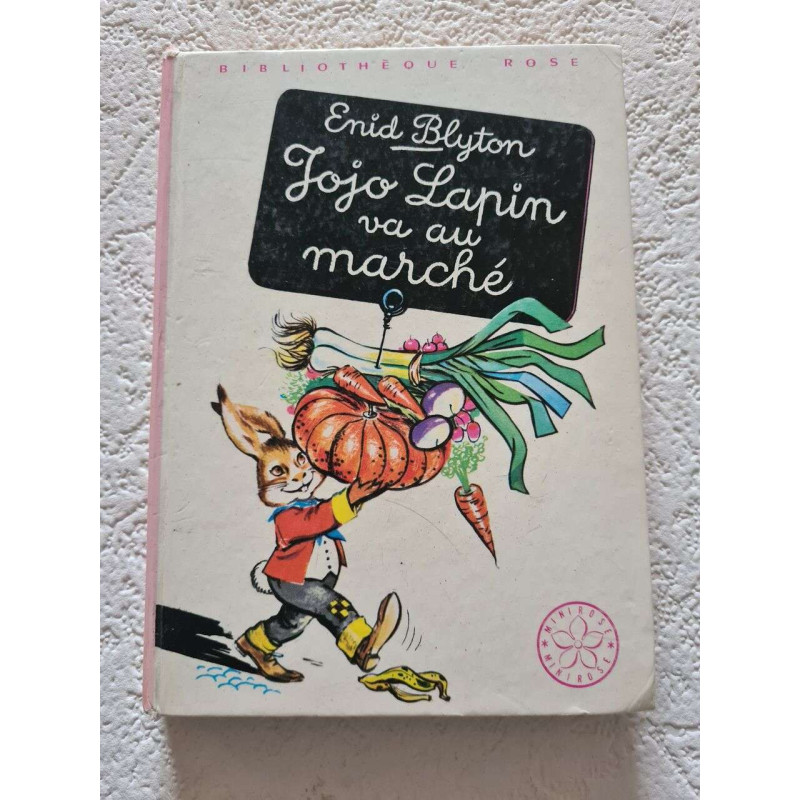 BIBLIOTHÈQUE ROSE
Enid Blyton
Jojo Lapin
va au
marché
MINIROSE
MINIROSE